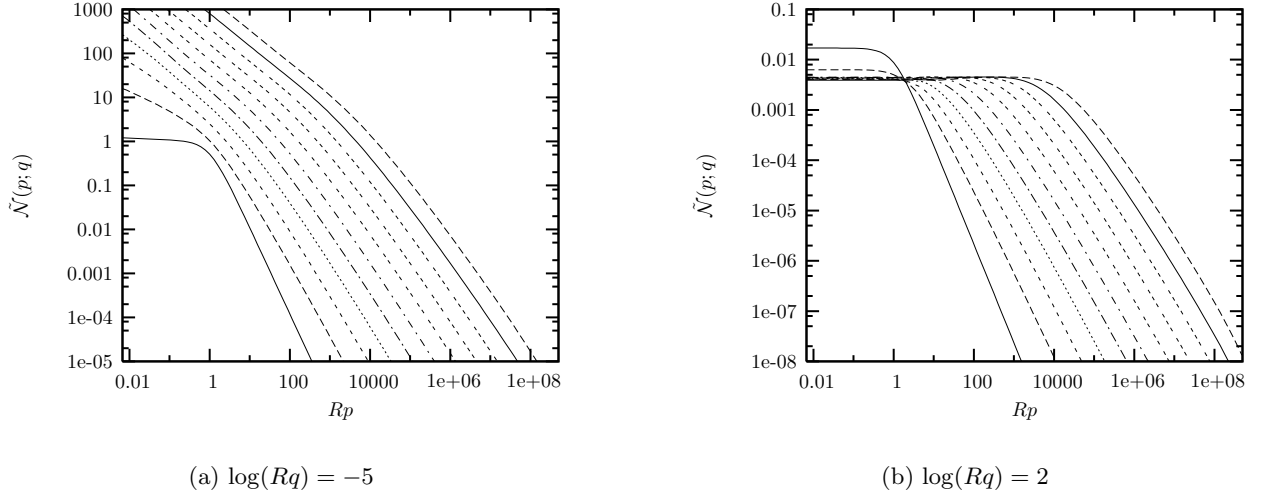 1000
100
10
1
0.1
0.01
0.001
1e-04
1e-05
0.01 1 100 10000 1e+06 1e+08
Rp
Ñ(p; q)
(a) log(Rq) = −5
0.1
0.01
0.001
1e-04
1e-05
1e-06
1e-07
1e-08
0.01 1 100 10000 1e+06 1e+08
Rp
Ñ(p; q)
(b) log(Rq) = 2